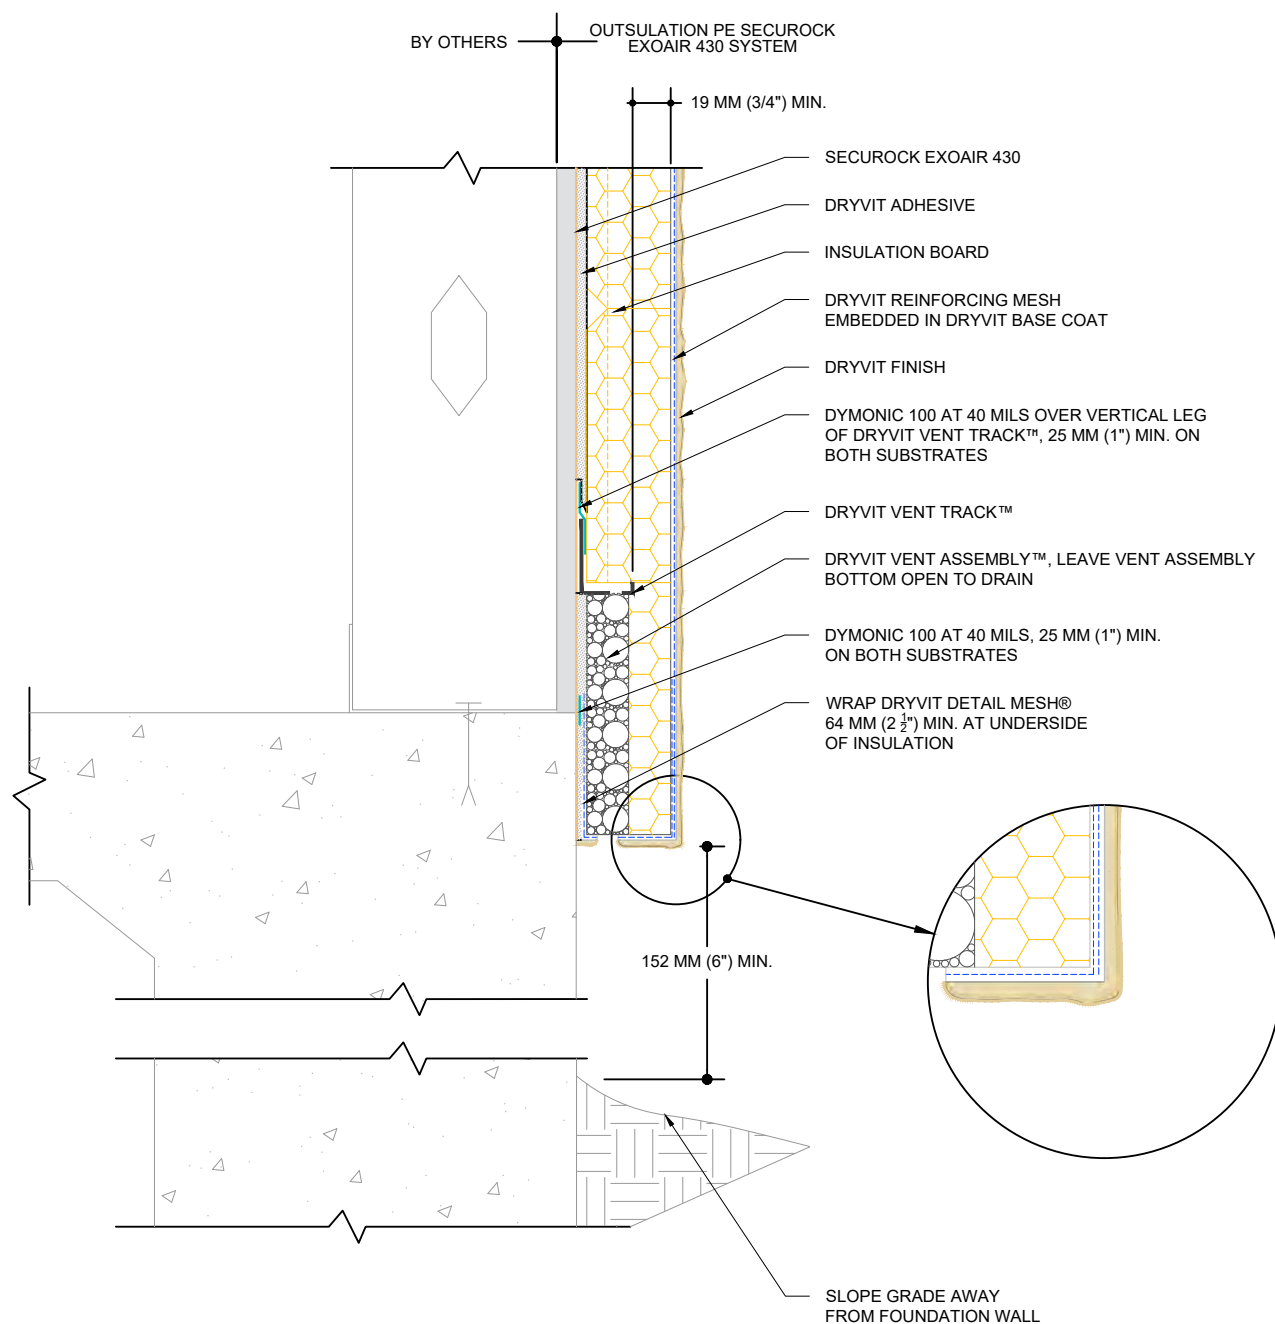 BY OTHERS
OUTSULATION PE SECUROCK
EXOAIR 430 SYSTEM
19 MM (3/4") MIN.
SECUROCK EXOAIR 430
DRYVIT ADHESIVE
INSULATION BOARD
DRYVIT REINFORCING MESH
EMBEDDED IN DRYVIT BASE COAT
DRYVIT FINISH
DYMONIC 100 AT 40 MILS OVER VERTICAL LEG
OF DRYVIT VENT TRACK™, 25 MM (1") MIN. ON
BOTH SUBSTRATES
DRYVIT VENT TRACK™
DRYVIT VENT ASSEMBLY™, LEAVE VENT ASSEMBLY
BOTTOM OPEN TO DRAIN
DYMONIC 100 AT 40 MILS, 25 MM (1") MIN.
ON BOTH SUBSTRATES
WRAP DRYVIT DETAIL MESH®
64 MM (2 1/2") MIN. AT UNDERSIDE
OF INSULATION
152 MM (6") MIN.
SLOPE GRADE AWAY
FROM FOUNDATION WALL